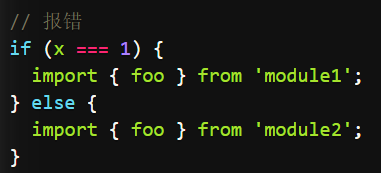 // 报错
if (x === 1) {
  import { foo } from 'module1';
} else {
  import { foo } from 'module2';
}